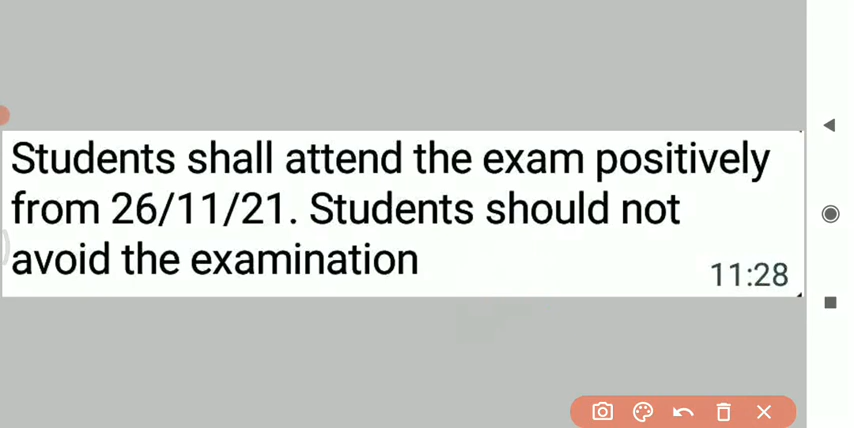 Students shall attend the exam positively
from 26/11/21. Students should not
avoid the examination
11:28